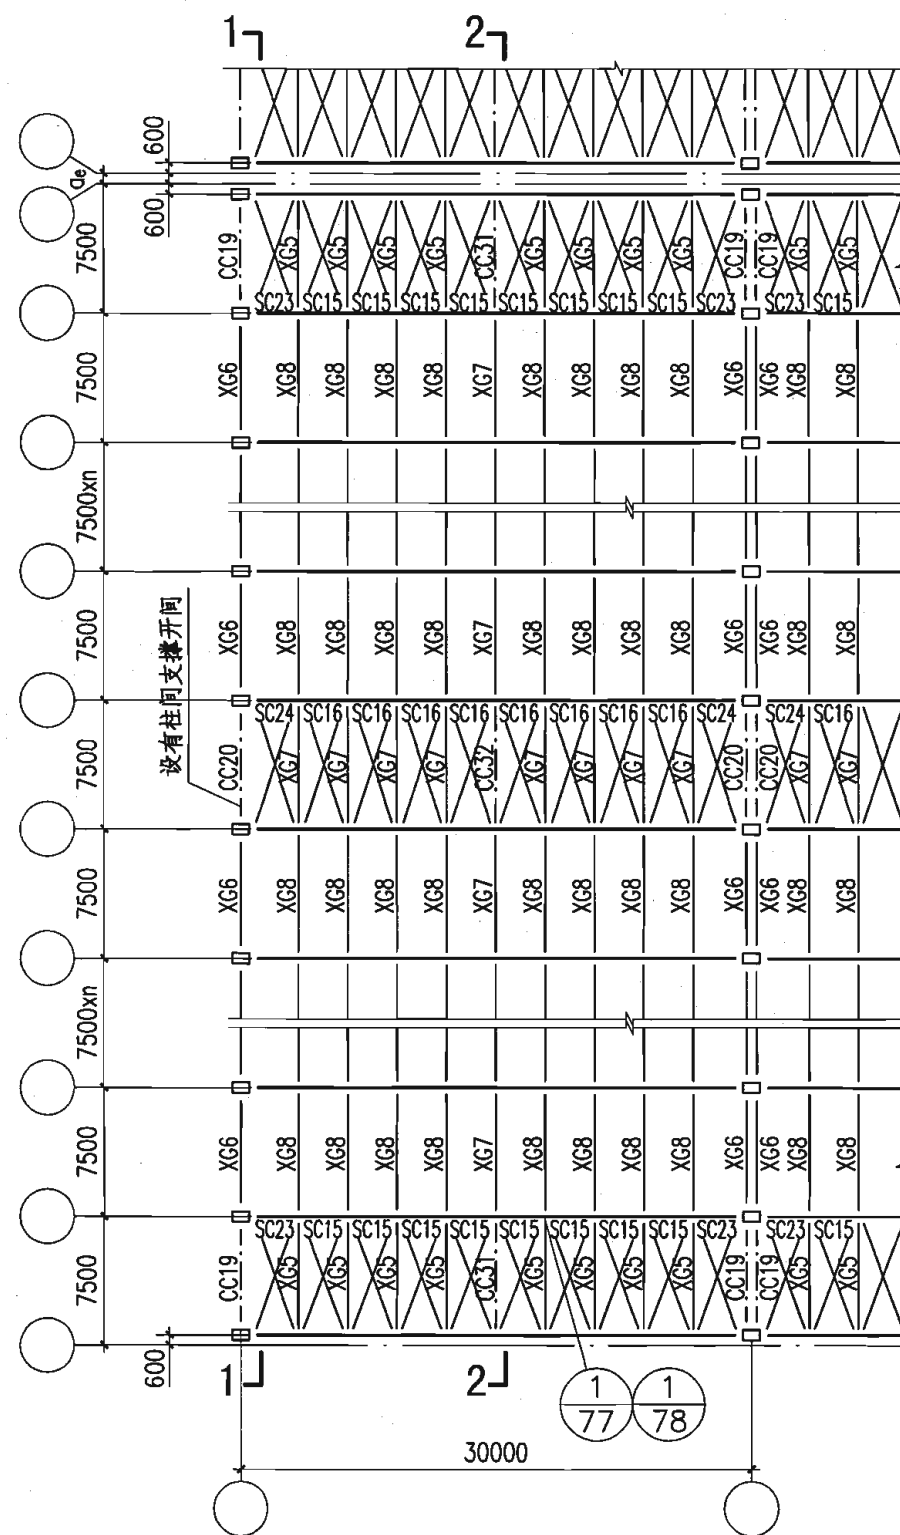 1 2
600
ae
600
7500
CC19 XG5 XG5 XG5 XG5 CC31 XG5 XG5 XG5 XG5 CC19 CC19 XG5 XG5
SC23 SC15 SC15 SC15 SC15 SC15 SC15 SC15 SC15 SC23 SC23 SC15
7500
XG6 XG8 XG8 XG8 XG8 XG7 XG8 XG8 XG8 XG8 XG6 XG6 XG8 XG8
7500xn
7500
XG6 XG8 XG8 XG8 XG8 XG7 XG8 XG8 XG8 XG8 XG6 XG6 XG8 XG8
设有柱间支撑开间
SC24 SC16 SC16 SC16 SC16 SC16 SC16 SC16 SC16 SC24 SC24 SC16
7500
CC20 XG7 XG7 XG7 XG7 CC32 XG7 XG7 XG7 XG7 CC20 CC20 XG7 XG7
7500
XG6 XG8 XG8 XG8 XG8 XG7 XG8 XG8 XG8 XG8 XG6 XG6 XG8 XG8
7500xn
7500
XG6 XG8 XG8 XG8 XG8 XG7 XG8 XG8 XG8 XG8 XG6 XG6 XG8 XG8
SC23 SC15 SC15 SC15 SC15 SC15 SC15 SC15 SC15 SC23 SC23 SC15
7500
CC19 XG5 XG5 XG5 XG5 CC31 XG5 XG5 XG5 XG5 CC19 CC19 XG5 XG5
600
1 2
1 1
77 78
30000